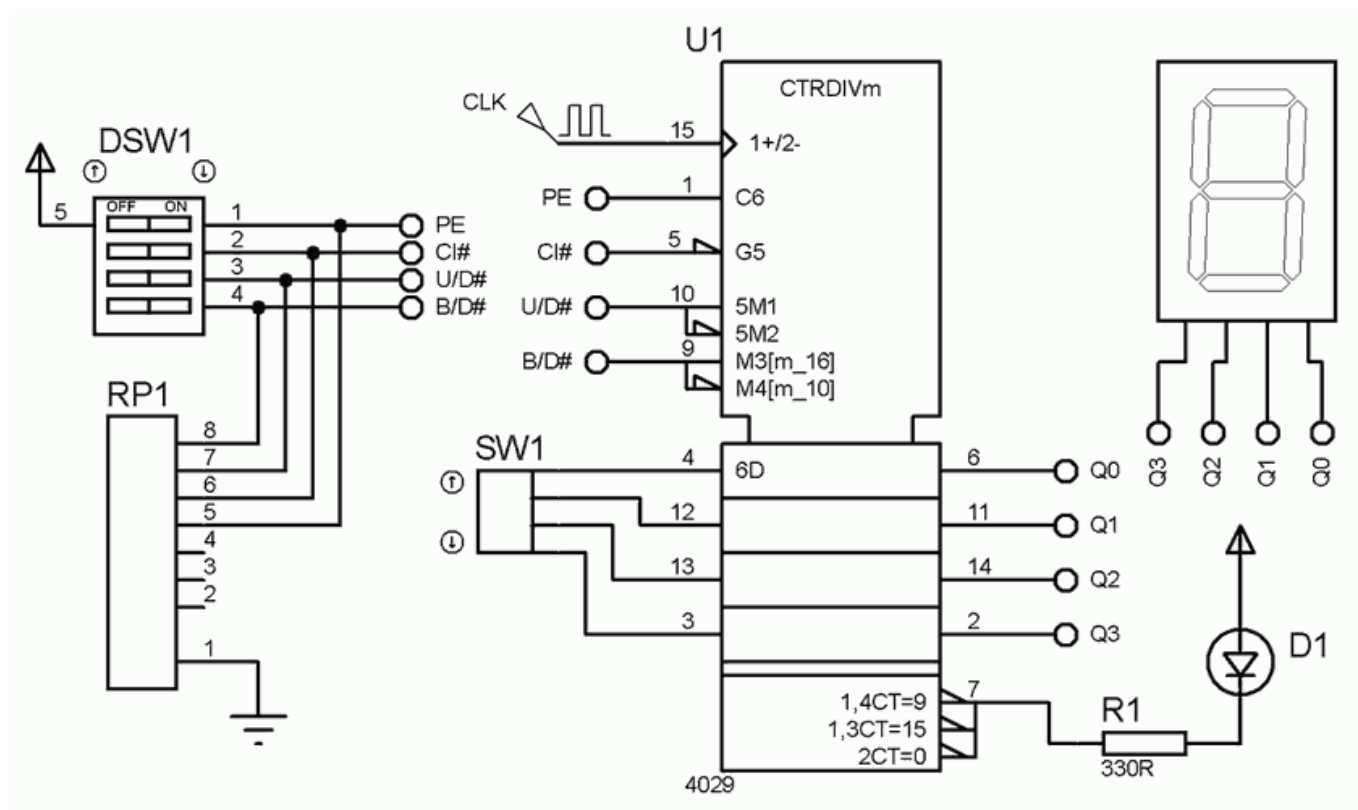 U1
CTRDIVm
CLK
15
1+/2-
PE
1
C6
CI#
5
G5
U/D#
10
5M1
5M2
B/D#
9
M3[m_16]
M4[m_10]
DSW1
OFF ON
5
1
PE
2
CI#
3
U/D#
4
B/D#
RP1
8
7
6
5
4
3
2
1
SW1
4
6D
6
Q0
12
11
Q1
13
14
Q2
3
2
Q3
1,4CT=9
7
1,3CT=15
2CT=0
4029
R1
330R
D1
Q3
Q2
Q1
Q0